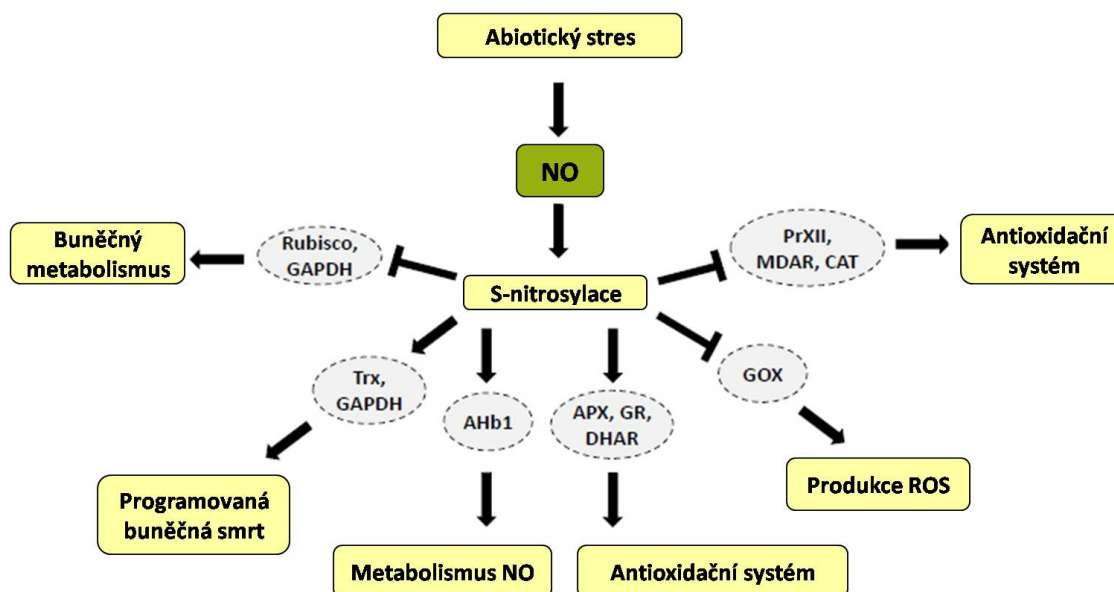 Abiotický stres
NO
Buněčný
metabolismus
Rubisco,
GAPDH
PrXII,
MDAR, CAT
Antioxidační
systém
S-nitrosylace
Trx,
GAPDH
AHb1
APX, GR,
DHAR
GOX
Programovaná
buněčná smrt
Produkce ROS
Metabolismus NO
Antioxidační systém